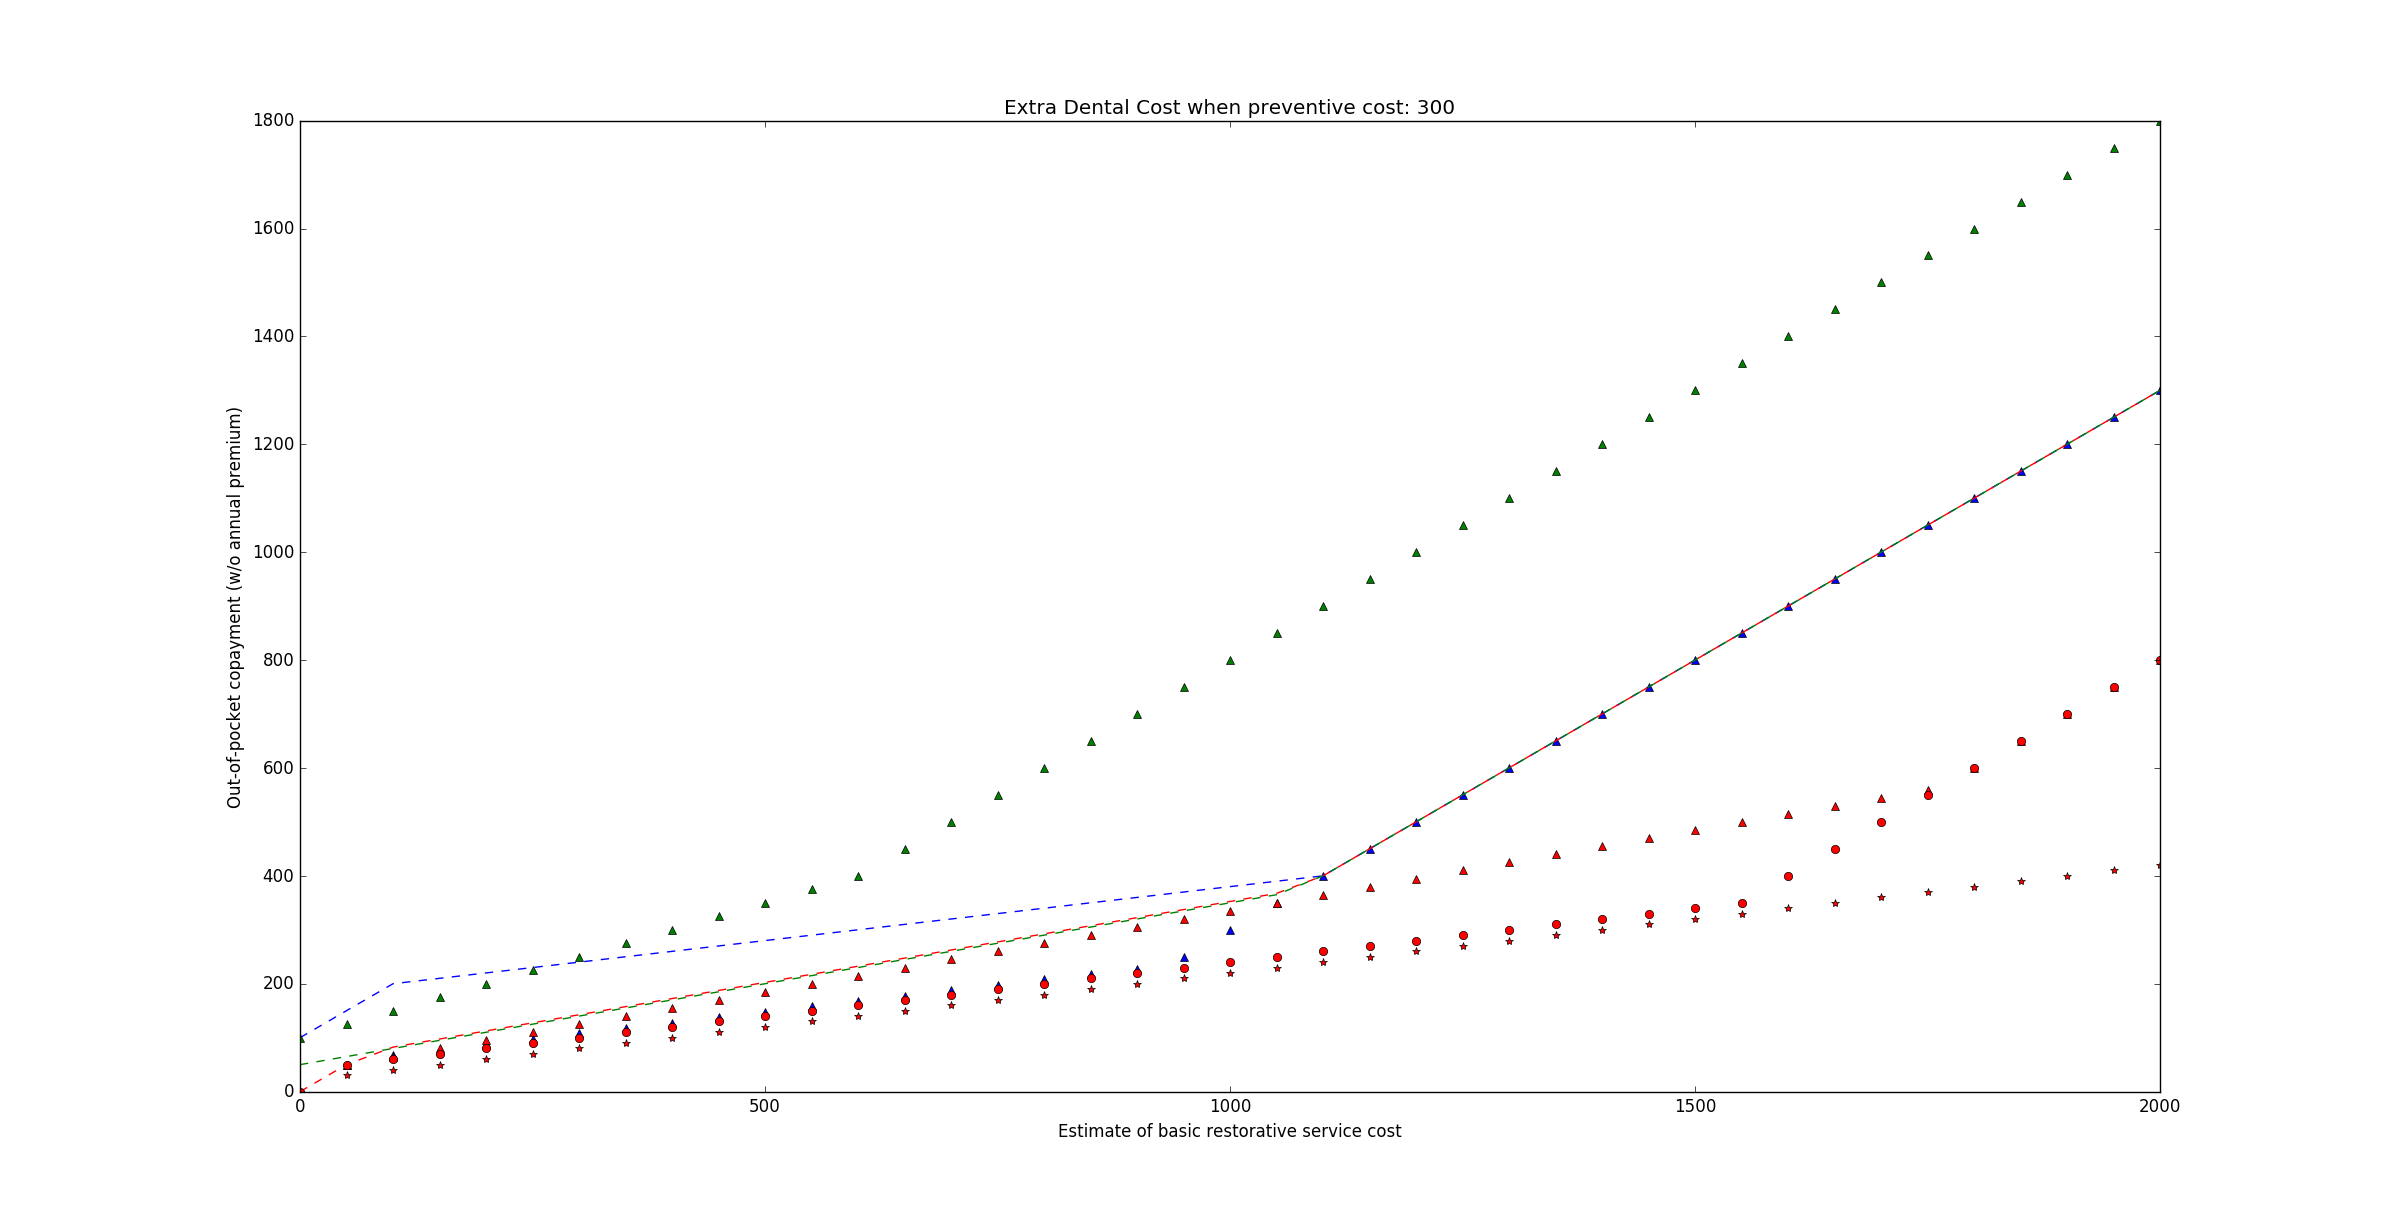 Extra Dental Cost when preventive cost: 300
1800
1600
1400
1200
1000
800
600
400
200
0
Out-of-pocket copayment (w/o annual premium)
0 500 1000 1500 2000
Estimate of basic restorative service cost